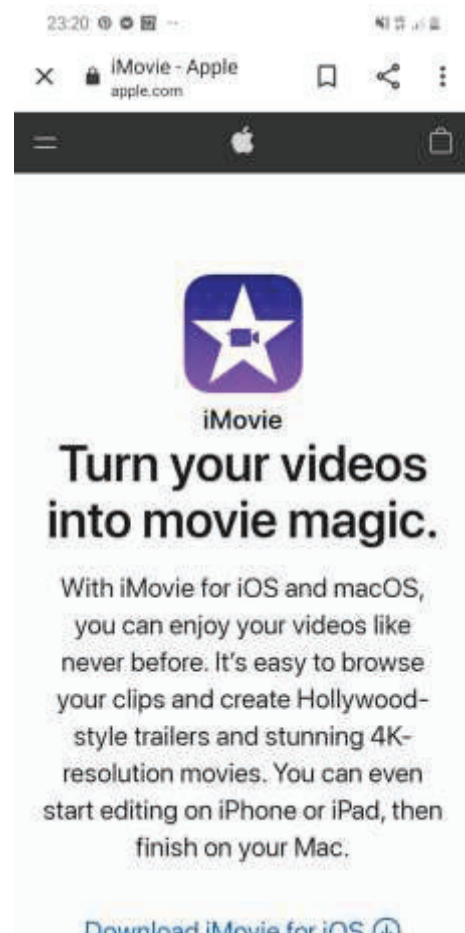 23:20
iMovie - Apple
apple.com
iMovie
Turn your videos
into movie magic.
With iMovie for iOS and macOS,
you can enjoy your videos like
never before. It's easy to browse
your clips and create Hollywood-
style trailers and stunning 4K-
resolution movies. You can even
start editing on iPhone or iPad, then
finish on your Mac.
Download iMovie for iOS